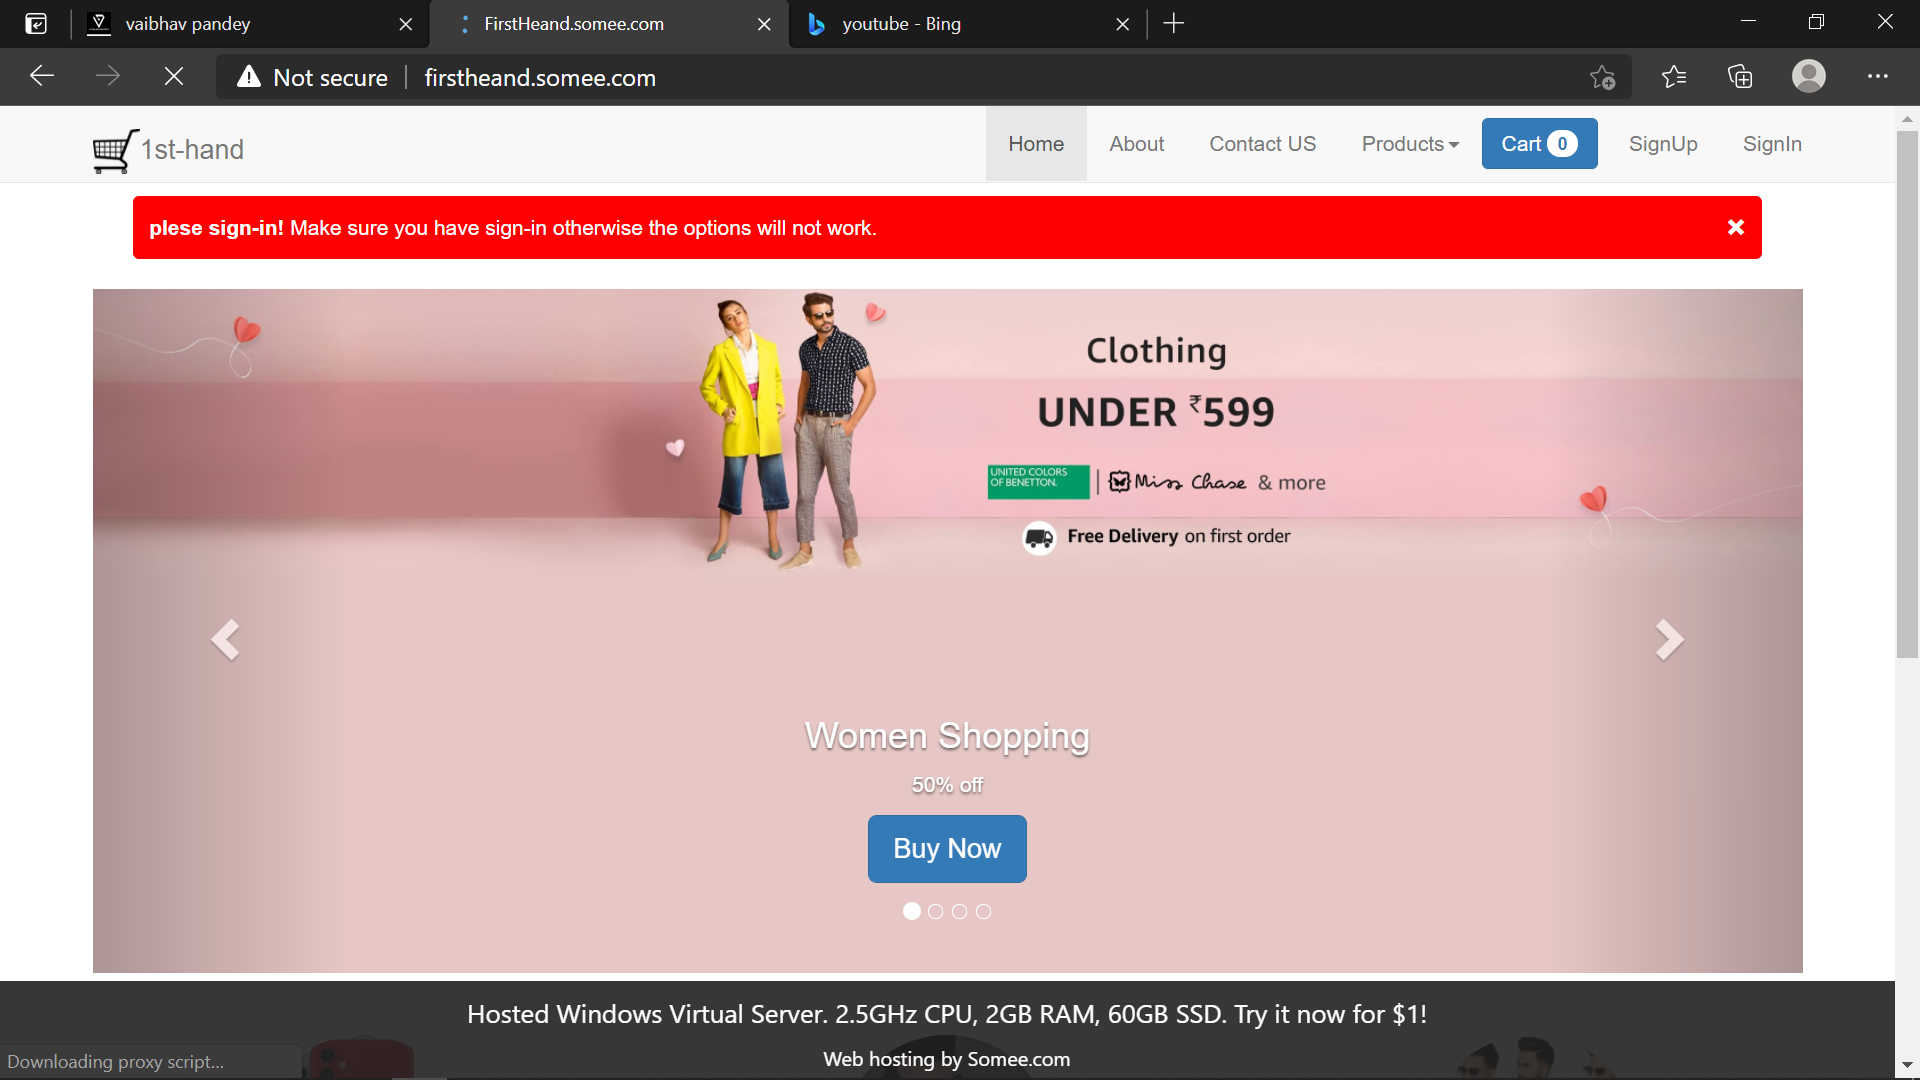 vaibhav pandey
FirstHeand.somee.com
youtube - Bing
Not secure
firstheand.somee.com
1st-hand
Home
About
Contact US
Products
Cart 0
SignUp
SignIn
plese sign-in! Make sure you have sign-in otherwise the options will not work.
Clothing
UNDER ₹599
UNITED COLORS
OF BENETTON.
Miss Chase & more
Free Delivery on first order
Women Shopping
50% off
Buy Now
Hosted Windows Virtual Server. 2.5GHz CPU, 2GB RAM, 60GB SSD. Try it now for $1!
Web hosting by Somee.com
Downloading proxy script...